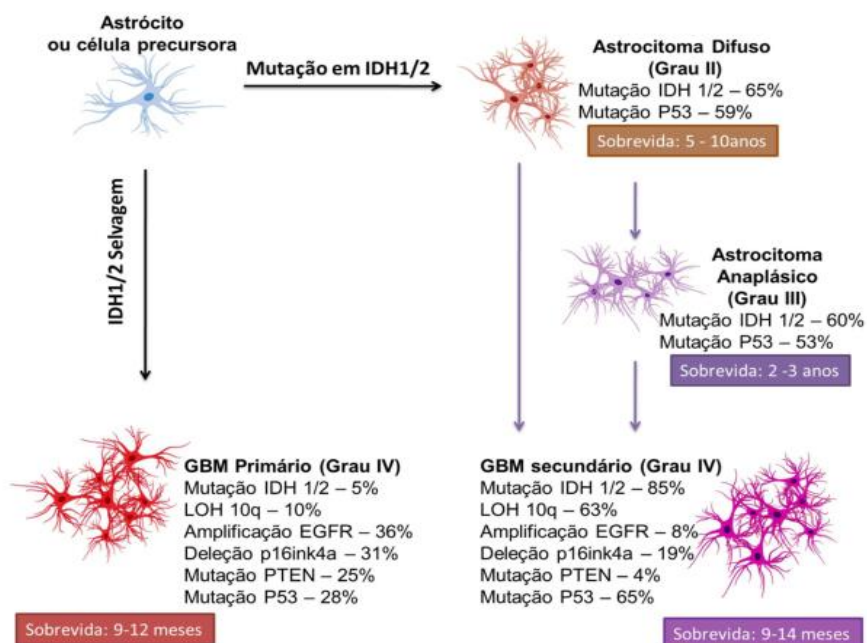 Astrócito
ou célula precursora
Mutação em IDH1/2
IDH1/2 Selvagem
Astrocitoma Difuso
(Grau II)
Mutação IDH 1/2 – 65%
Mutação P53 – 59%
Sobrevida: 5 - 10anos
Astrocitoma
Anaplásico
(Grau III)
Mutação IDH 1/2 – 60%
Mutação P53 – 53%
Sobrevida: 2 -3 anos
GBM Primário (Grau IV)
Mutação IDH 1/2 – 5%
LOH 10q – 10%
Amplificação EGFR – 36%
Deleção p16ink4a – 31%
Mutação PTEN – 25%
Mutação P53 – 28%
Sobrevida: 9-12 meses
GBM secundário (Grau IV)
Mutação IDH 1/2 – 85%
LOH 10q – 63%
Amplificação EGFR – 8%
Deleção p16ink4a – 19%
Mutação PTEN – 4%
Mutação P53 – 65%
Sobrevida: 9-14 meses